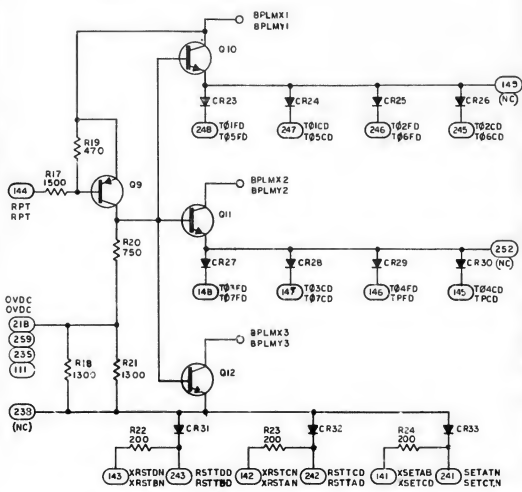 BPLMX1
BPLMY1
Q10
CR23
CR24
CR25
CR26
149
(NC)
248
TØ1FD
TØ5FD
247
TØ1CD
TØ5CD
246
TØ2FD
TØ6FD
245
TØ2CD
TØ6CD
R19
470
R17
1500
144
RPT
RPT
Q9
BPLMX2
BPLMY2
Q11
R20
750
CR27
CR28
CR29
CR30
252
(NC)
148
TØ3FD
TØ7FD
147
TØ3CD
TØ7CD
146
TØ4FD
TPFD
145
TØ4CD
TPCD
0VDC
0VDC
218
259
235
111
R18
1300
R21
1300
BPLMX3
BPLMY3
Q12
238
(NC)
R22
200
CR31
R23
200
CR32
R24
200
CR33
143
XRSTDN
XRSTBN
243
RSTTDD
RSTTBD
142
XRSTCN
XRSTAN
242
RSTTCD
RSTTAD
141
XSETAB
XSETCD
241
SETATN
SETCTN